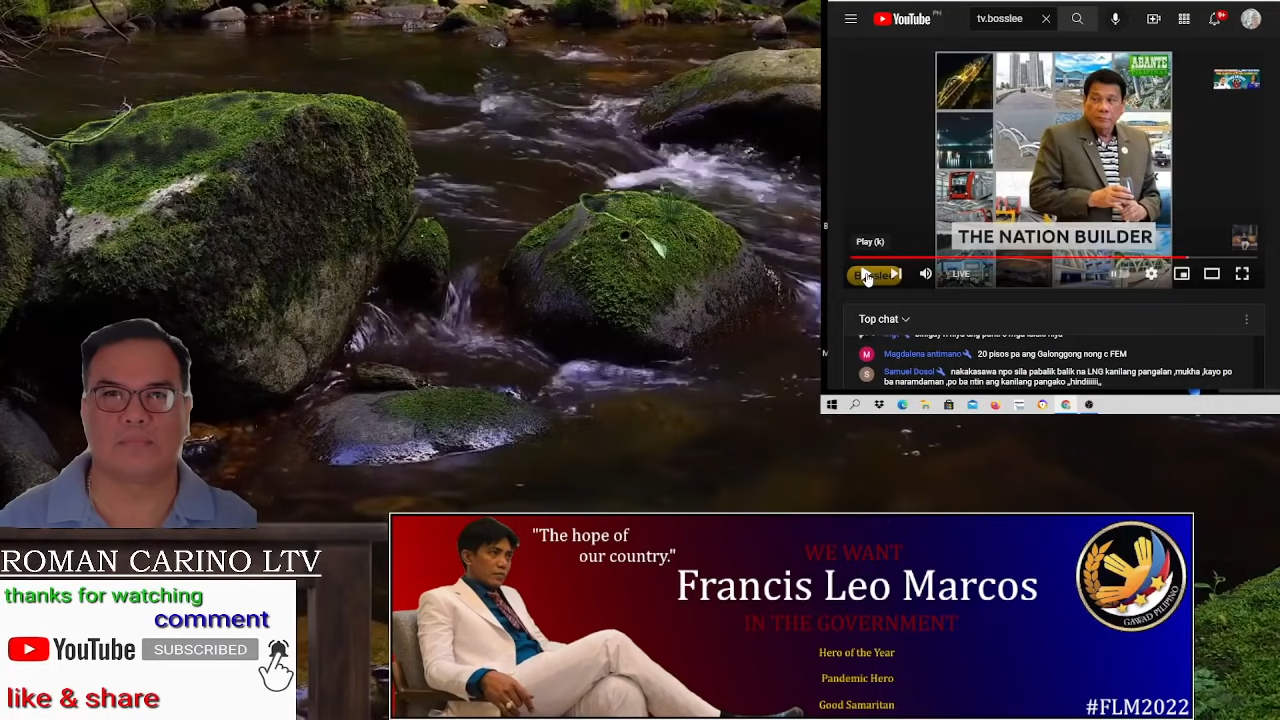 YouTube PH
tv.bosslee
9+
ABANTE
THE NATION BUILDER
Play (k)
LIVE
Top chat
Magdalena antimano 20 pisos pa ang Galonggong nong c FEM
S Samuel Dosol nakakasawa npo sila pabalik balik na LNG kanilang pangalan ,mukha ,kayo po
ba naramdaman ,po ba ntin ang kanilang pangako ,,hindiiiiii,,
M
ROMAN CARINO LTV
thanks for watching
comment
YouTube SUBSCRIBED
like & share
"The hope of
our country."
WE WANT
Francis Leo Marcos
IN THE GOVERNMENT
Hero of the Year
Pandemic Hero
Good Samaritan
GAWAD PILIPINO
#FLM2022